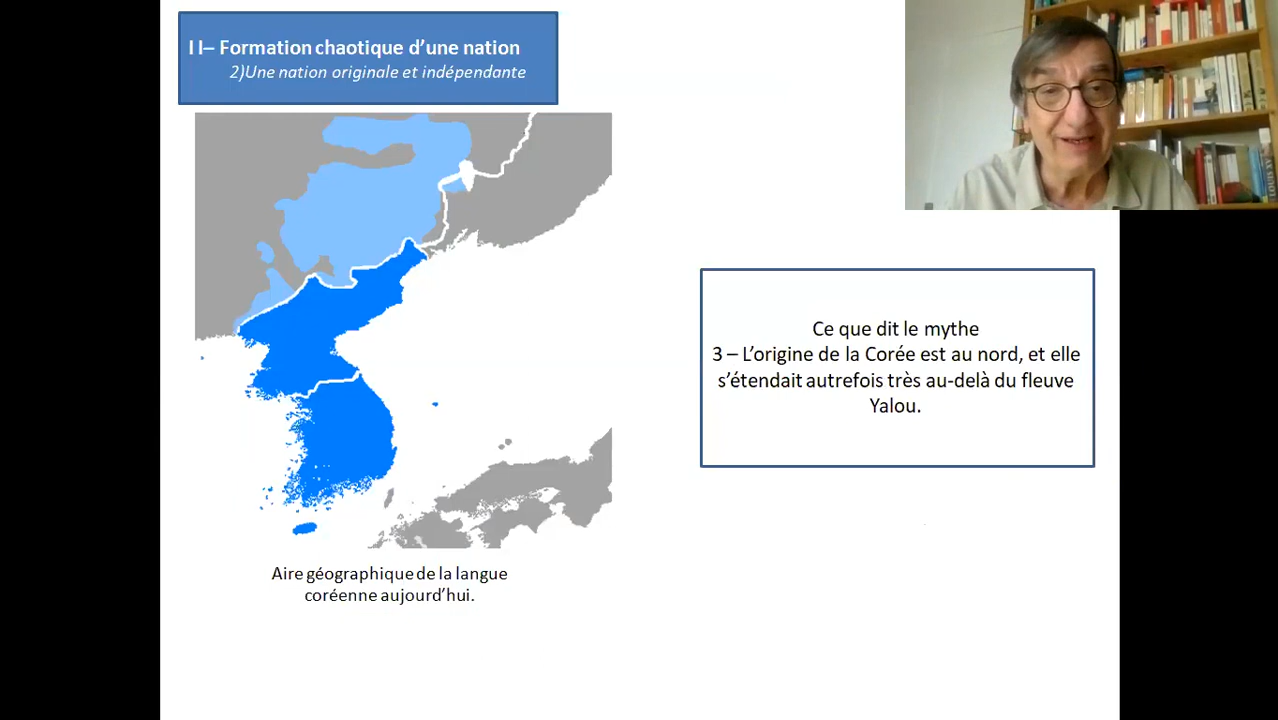 I I– Formation chaotique d’une nation
2)Une nation originale et indépendante
Ce que dit le mythe
3 – L’origine de la Corée est au nord, et elle
s’étendait autrefois très au-delà du fleuve
Yalou.
Aire géographique de la langue
coréenne aujourd’hui.
LOUIS XV